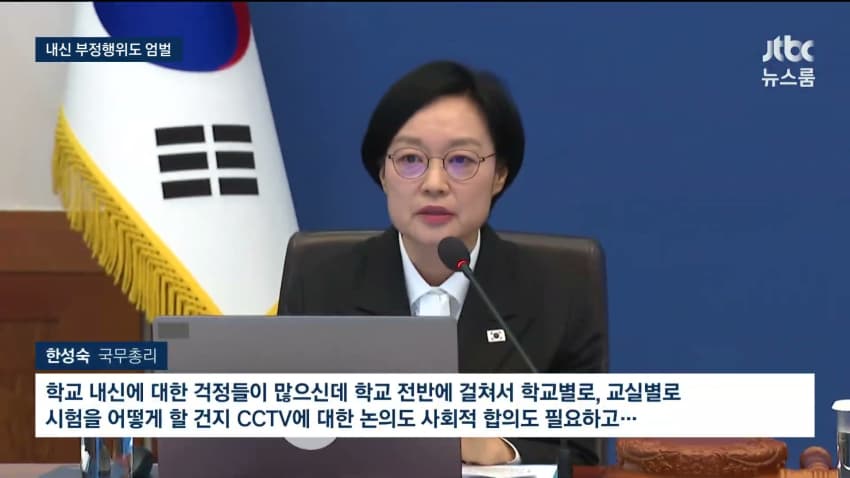 내신 부정행위도 엄벌
jtbc
뉴스룸
한성숙 국무총리
학교 내신에 대한 걱정들이 많으신데 학교 전반에 걸쳐서 학교별로, 교실별로
시험을 어떻게 할 건지 CCTV에 대한 논의도 사회적 합의도 필요하고…